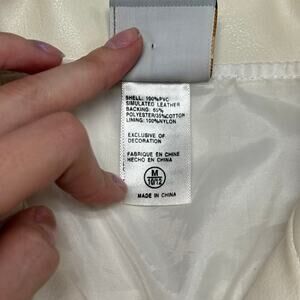 SHELL: 100%PVC
SIMULATED LEATHER
BACKING: 65%
POLYESTER/35%COTTON
LINING: 100%NYLON
EXCLUSIVE OF
DECORATION
FABRIQUE EN CHINE
HECHO EN CHINA
M
10/12
MADE IN CHINA